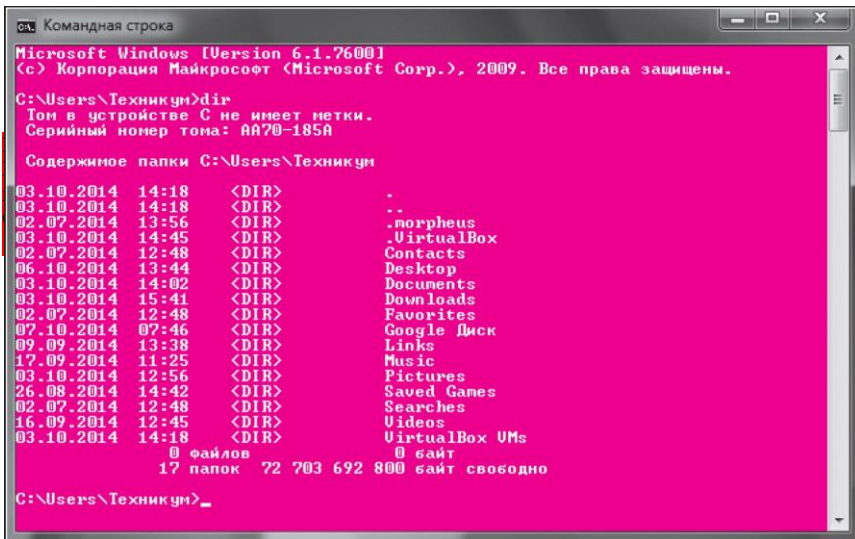 Командная строка
Microsoft Windows [Version 6.1.7600]
(c) Корпорация Майкрософт (Microsoft Corp.), 2009. Все права защищены.
C:\Users\Техникум>dir
Том в устройстве C не имеет метки.
Серийный номер тома: AA70-185A
Содержимое папки C:\Users\Техникум
03.10.2014 14:18 <DIR> .
03.10.2014 14:18 <DIR> ..
02.07.2014 13:56 <DIR> .morpheus
03.10.2014 14:45 <DIR> .VirtualBox
02.07.2014 12:48 <DIR> Contacts
06.10.2014 13:44 <DIR> Desktop
03.10.2014 14:02 <DIR> Documents
03.10.2014 15:41 <DIR> Downloads
02.07.2014 12:48 <DIR> Favorites
07.10.2014 07:46 <DIR> Google Диск
09.09.2014 13:38 <DIR> Links
17.09.2014 11:25 <DIR> Music
03.10.2014 12:56 <DIR> Pictures
26.08.2014 14:42 <DIR> Saved Games
02.07.2014 12:48 <DIR> Searches
16.09.2014 12:45 <DIR> Videos
03.10.2014 14:18 <DIR> VirtualBox VMs
0 файлов 0 байт
17 папок 72 703 692 800 байт свободно
C:\Users\Техникум>_